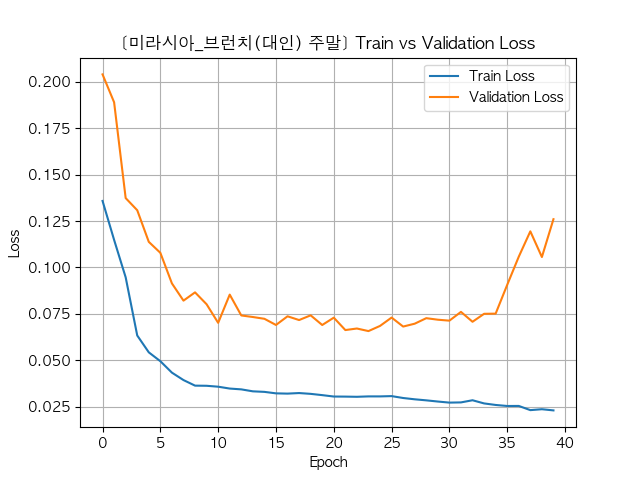 [미라시아_브런치(대인) 주말] Train vs Validation Loss
Train Loss
Validation Loss
Loss
0.200
0.175
0.150
0.125
0.100
0.075
0.050
0.025
0 5 10 15 20 25 30 35 40
Epoch